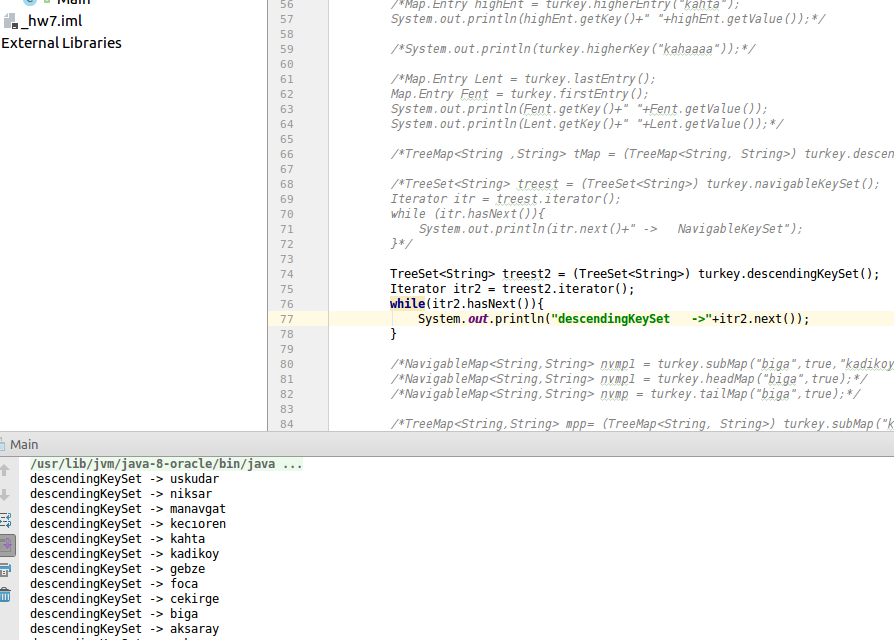 Main
_hw7.iml
External Libraries
56 /*Map.Entry highEnt = turkey.higherEntry("kahta");
57 System.out.println(highEnt.getKey()+" "+highEnt.getValue());*/
58
59 /*System.out.println(turkey.higherKey("kahaaaa"));*/
60
61 /*Map.Entry Lent = turkey.lastEntry();
62 Map.Entry Fent = turkey.firstEntry();
63 System.out.println(Fent.getKey()+" "+Fent.getValue());
64 System.out.println(Lent.getKey()+" "+Lent.getValue());*/
65
66 /*TreeMap<String ,String> tMap = (TreeMap<String, String>) turkey.descen
67
68 /*TreeSet<String> treest = (TreeSet<String>) turkey.navigableKeySet();
69 Iterator itr = treest.iterator();
70 while (itr.hasNext()){
71 System.out.println(itr.next()+" -> NavigableKeySet");
72 }*/
73
74 TreeSet<String> treest2 = (TreeSet<String>) turkey.descendingKeySet();
75 Iterator itr2 = treest2.iterator();
76 while(itr2.hasNext()){
77 System.out.println("descendingKeySet ->"+itr2.next());
78 }
79
80 /*NavigableMap<String,String> nvmp1 = turkey.subMap("biga",true,"kadikoy
81 /*NavigableMap<String,String> nvmp1 = turkey.headMap("biga",true);*/
82 /*NavigableMap<String,String> nvmp = turkey.tailMap("biga",true);*/
83
84 /*TreeMap<String,String> mpp= (TreeMap<String, String>) turkey.subMap("k
Main
/usr/lib/jvm/java-8-oracle/bin/java ...
descendingKeySet -> uskudar
descendingKeySet -> niksar
descendingKeySet -> manavgat
descendingKeySet -> kecıoren
descendingKeySet -> kahta
descendingKeySet -> kadikoy
descendingKeySet -> gebze
descendingKeySet -> foca
descendingKeySet -> cekirge
descendingKeySet -> biga
descendingKeySet -> aksaray